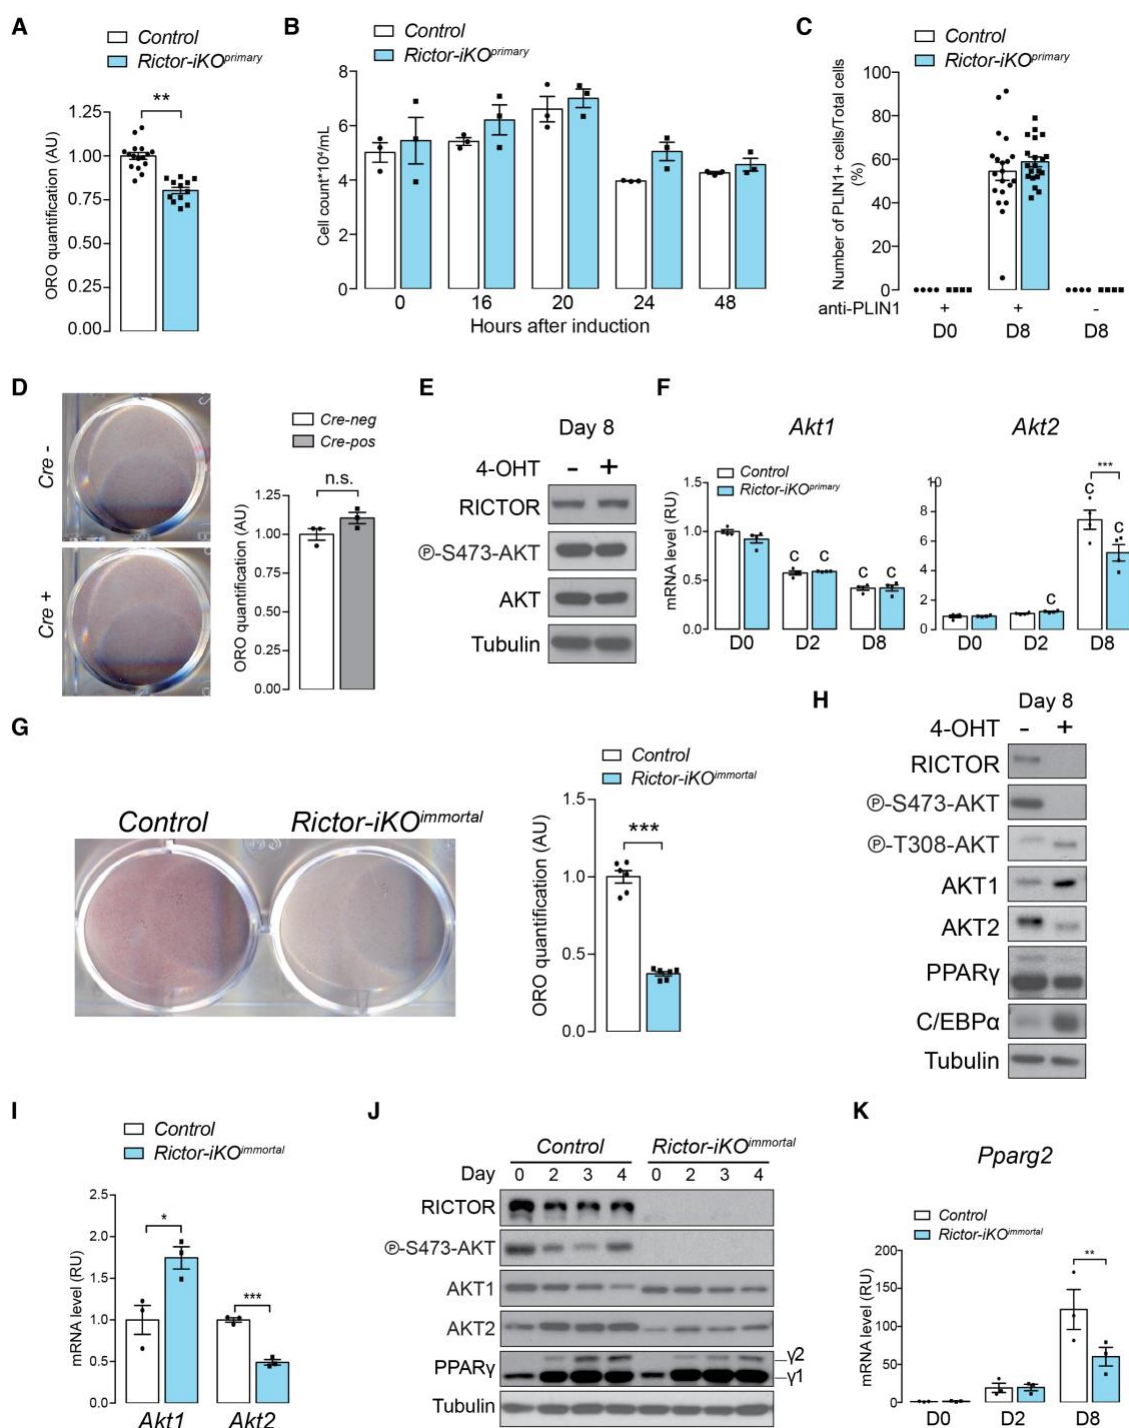 A
Control
Rictor-iKOprimary
**
1.25
1.00
0.75
0.50
0.25
0.00
ORO quantification (AU)
B
Control
Rictor-iKOprimary
8
6
4
2
0
Cell count*10⁴/mL
0 16 20 24 48
Hours after induction
C
Control
Rictor-iKOprimary
100
80
60
40
20
0
Number of PLIN1+ cells/Total cells
(%)
anti-PLIN1 + + -
D0 D8 D8
D
Cre -
Cre +
Cre-neg
Cre-pos
n.s.
1.25
1.00
0.75
0.50
0.25
0.00
ORO quantification (AU)
E
Day 8
4-OHT - +
RICTOR
Ⓟ-S473-AKT
AKT
Tubulin
F
Akt1
Control
Rictor-iKOprimary
1.5
1.0
0.5
0.0
mRNA level (RU)
C C C C
D0 D2 D8
Akt2
10
8
6
4
2
0
***
C
C
C
D0 D2 D8
G
Control Rictor-iKOimmortal
Control
Rictor-iKOimmortal
***
1.5
1.0
0.5
0.0
ORO quantification (AU)
H
Day 8
4-OHT - +
RICTOR
Ⓟ-S473-AKT
Ⓟ-T308-AKT
AKT1
AKT2
PPARγ
C/EBPα
Tubulin
I
Control
Rictor-iKOimmortal
2.5
2.0
1.5
1.0
0.5
0.0
mRNA level (RU)
*
***
Akt1 Akt2
J
Control Rictor-iKOimmortal
Day 0 2 3 4 0 2 3 4
RICTOR
Ⓟ-S473-AKT
AKT1
AKT2
PPARγ
γ2
γ1
Tubulin
K
Pparg2
Control
Rictor-iKOimmortal
200
150
100
50
0
mRNA level (RU)
**
D0 D2 D8